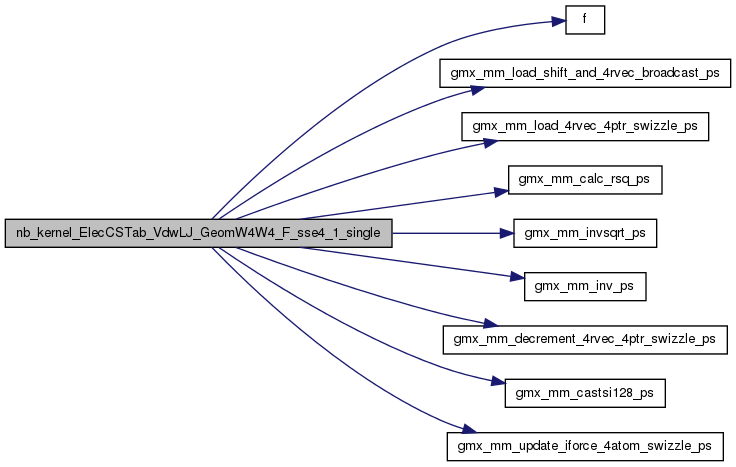 f
gmx_mm_load_shift_and_4rvec_broadcast_ps
gmx_mm_load_4rvec_4ptr_swizzle_ps
gmx_mm_calc_rsq_ps
nb_kernel_ElecCSTab_VdwLJ_GeomW4W4_F_sse4_1_single
gmx_mm_invsqrt_ps
gmx_mm_inv_ps
gmx_mm_decrement_4rvec_4ptr_swizzle_ps
gmx_mm_castsi128_ps
gmx_mm_update_iforce_4atom_swizzle_ps